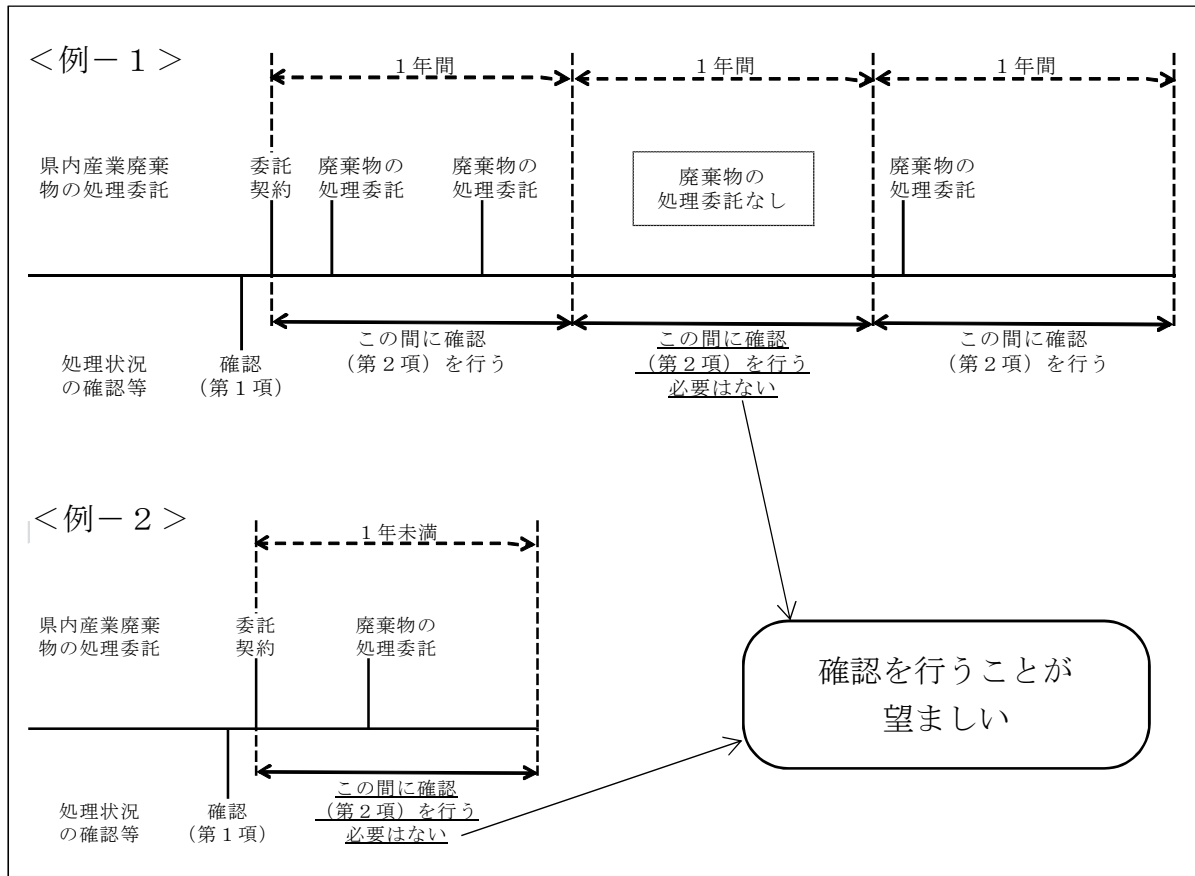 ＜例－１＞
１年間
１年間
１年間
県内産業廃棄
物の処理委託
委託
契約
廃棄物の
処理委託
廃棄物の
処理委託
廃棄物の
処理委託なし
廃棄物の
処理委託
処理状況
の確認等
確認
（第１項）
この間に確認
（第２項）を行う
この間に確認
（第２項）を行う
必要はない
この間に確認
（第２項）を行う
＜例－２＞
１年未満
県内産業廃棄
物の処理委託
委託
契約
廃棄物の
処理委託
処理状況
の確認等
確認
（第１項）
この間に確認
（第２項）を行う
必要はない
確認を行うことが
望ましい